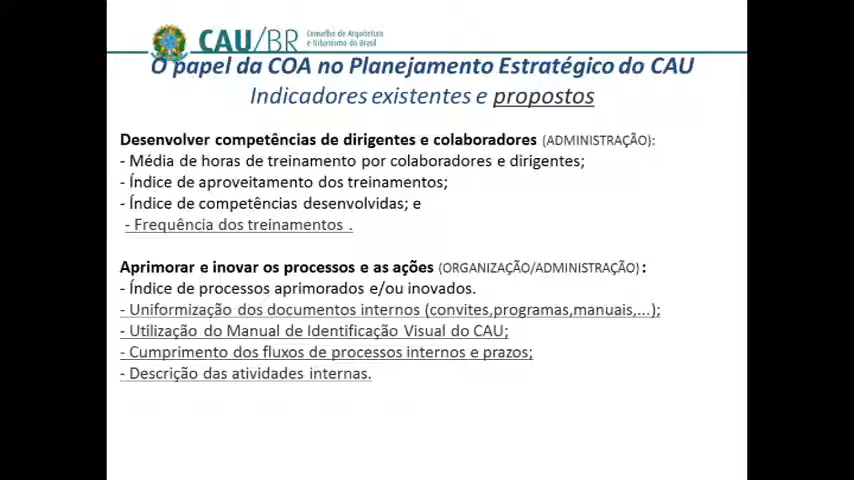 CAU/BR
Conselho de Arquitetura
e Urbanismo do Brasil
O papel da COA no Planejamento Estratégico do CAU
Indicadores existentes e propostos
Desenvolver competências de dirigentes e colaboradores (ADMINISTRAÇÃO):
- Média de horas de treinamento por colaboradores e dirigentes;
- Índice de aproveitamento dos treinamentos;
- Índice de competências desenvolvidas; e
- Frequência dos treinamentos .
Aprimorar e inovar os processos e as ações (ORGANIZAÇÃO/ADMINISTRAÇÃO) :
- Índice de processos aprimorados e/ou inovados.
- Uniformização dos documentos internos (convites,programas,manuais,...);
- Utilização do Manual de Identificação Visual do CAU;
- Cumprimento dos fluxos de processos internos e prazos;
- Descrição das atividades internas.